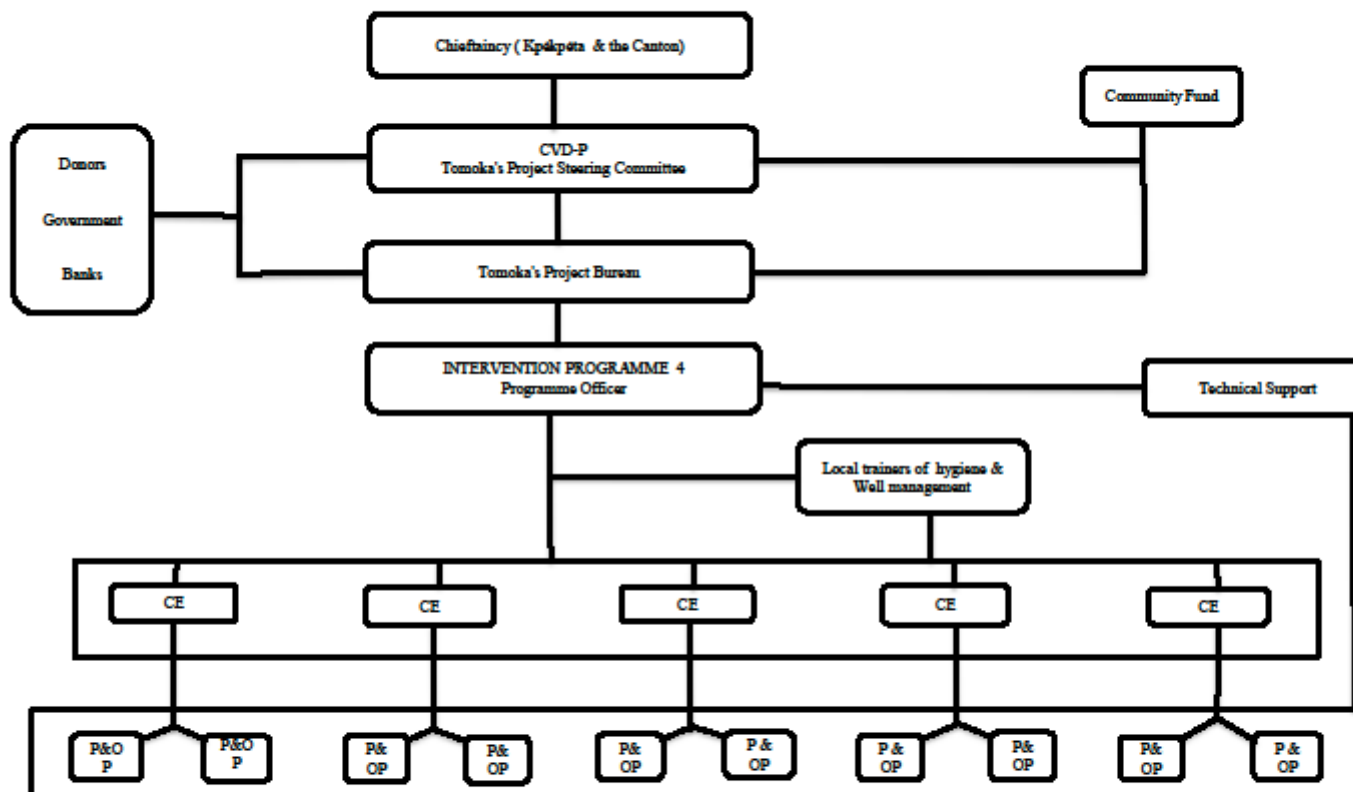 Chieftaincy ( Kpékpéta & the Canton)
Community Fund
Donors
Government
Banks
CVD-P
Tomoka's Project Steering Committee
Tomoka's Project Bureau
INTERVENTION PROGRAMME 4
Programme Officer
Technical Support
Local trainers of hygiene &
Well management
CE
CE
CE
CE
CE
P&O
P
P&O
P
P&
OP
P&
OP
P&
OP
P &
OP
P &
OP
P&
OP
P &
OP
P &
OP